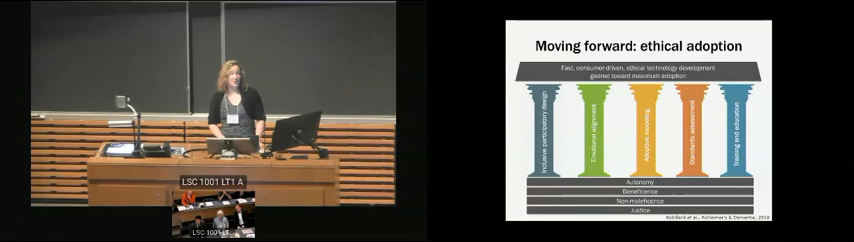 LSC 1001 LT1 A
LSC 1001 LT
Moving forward: ethical adoption
Fast, consumer-driven, ethical technology development
geared toward maximum adoption
Inclusive participatory design
Emotional alignment
Adoption modeling
Standards assessment
Training and education
Autonomy
Beneficence
Non-maleficence
Justice
Robillard et al., Alzheimer's & Dementia, 2018